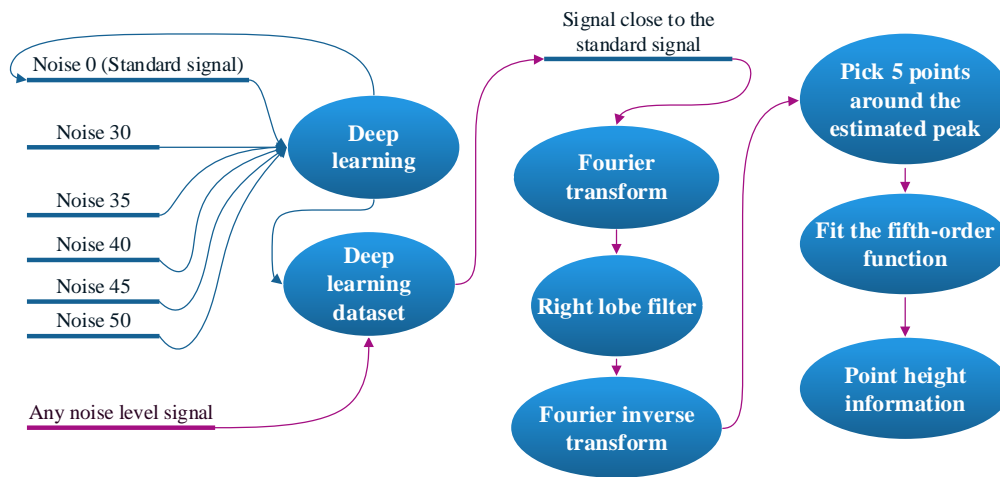 Noise 0 (Standard signal)
Noise 30
Noise 35
Noise 40
Noise 45
Noise 50
Any noise level signal
Deep
learning
Deep
learning
dataset
Signal close to the
standard signal
Fourier
transform
Right lobe filter
Fourier inverse
transform
Pick 5 points
around the
estimated peak
Fit the fifth-order
function
Point height
information